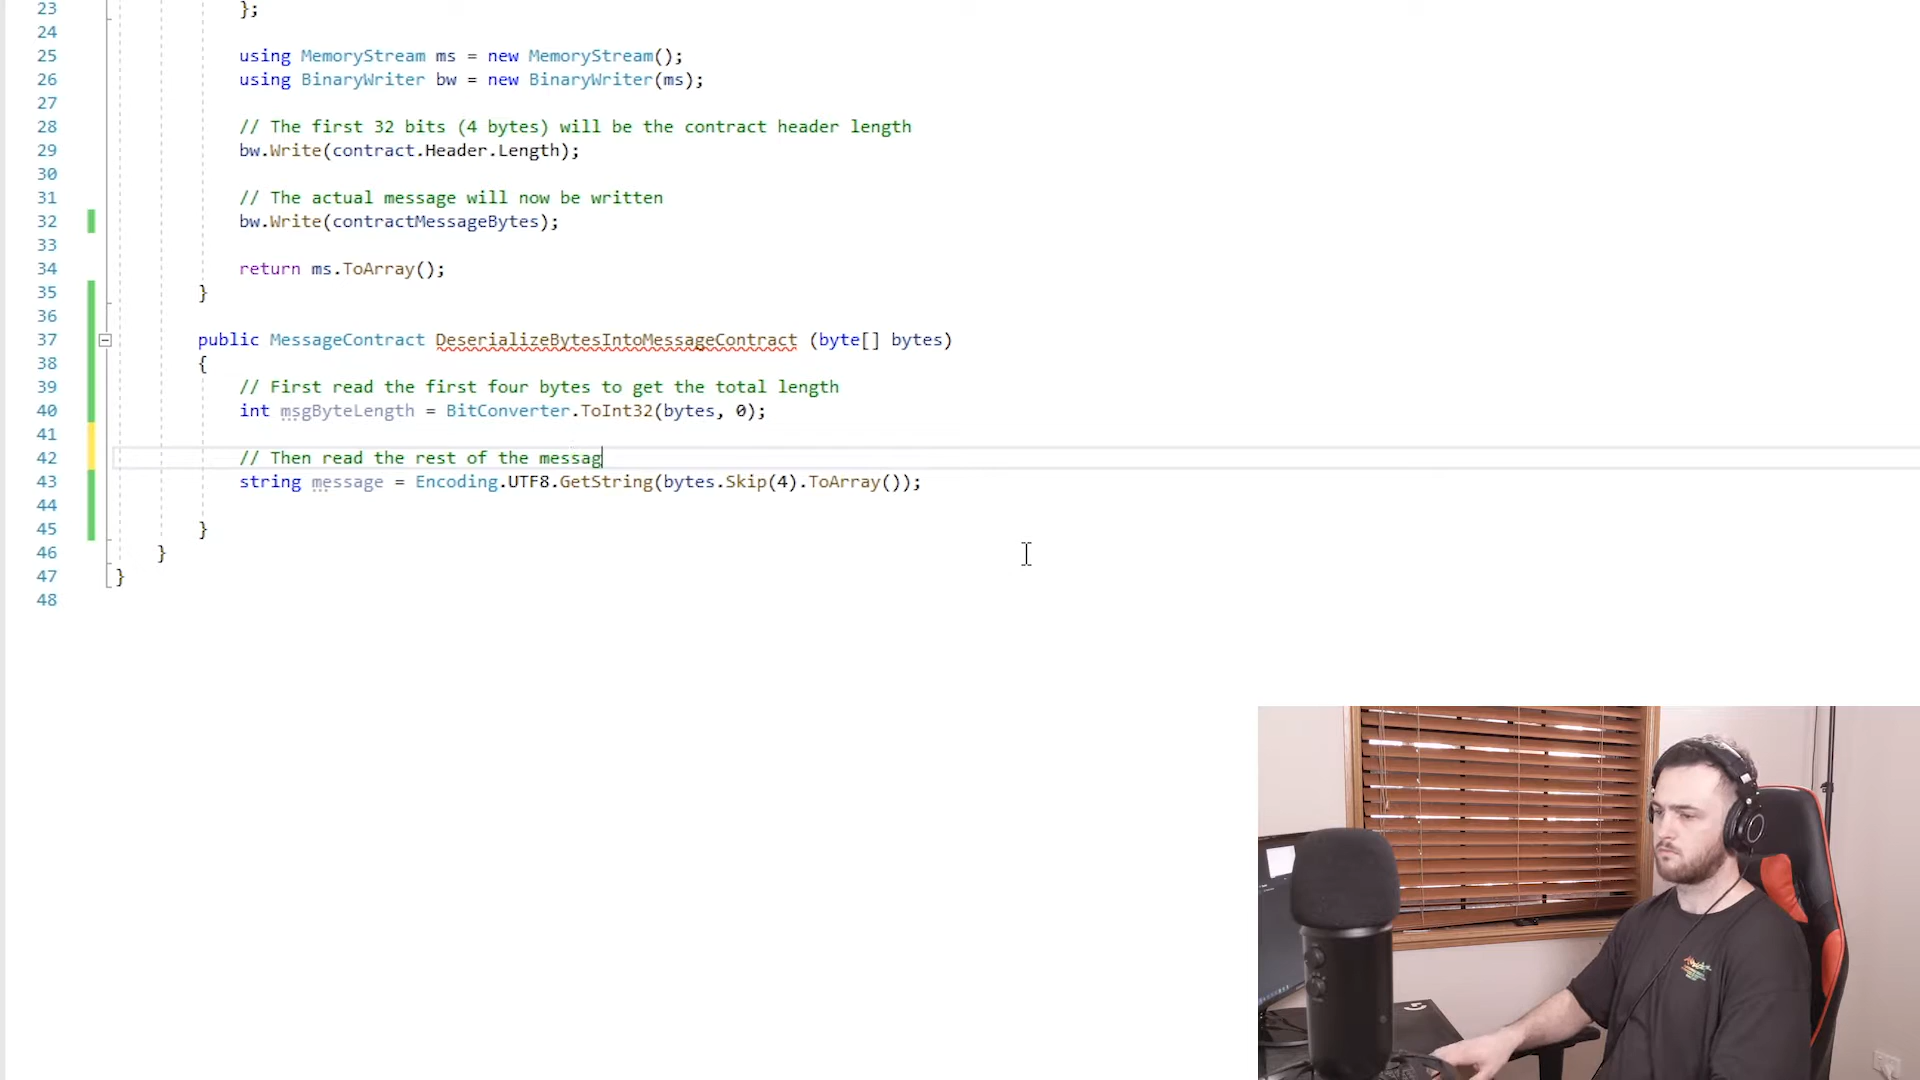 23 };
24
25 using MemoryStream ms = new MemoryStream();
26 using BinaryWriter bw = new BinaryWriter(ms);
27
28 // The first 32 bits (4 bytes) will be the contract header length
29 bw.Write(contract.Header.Length);
30
31 // The actual message will now be written
32 bw.Write(contractMessageBytes);
33
34 return ms.ToArray();
35 }
36
37 public MessageContract DeserializeBytesIntoMessageContract (byte[] bytes)
38 {
39 // First read the first four bytes to get the total length
40 int msgByteLength = BitConverter.ToInt32(bytes, 0);
41
42 // Then read the rest of the messag
43 string message = Encoding.UTF8.GetString(bytes.Skip(4).ToArray());
44
45 }
46 }
47 }
48